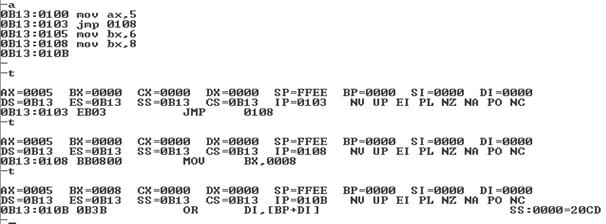 -a
0B13:0100 mov ax,5
0B13:0103 jmp 0108
0B13:0105 mov bx,6
0B13:0108 mov bx,8
0B13:010B
-
-t
AX=0005 BX=0000 CX=0000 DX=0000 SP=FFEE BP=0000 SI=0000 DI=0000
DS=0B13 ES=0B13 SS=0B13 CS=0B13 IP=0103 NV UP EI PL NZ NA PO NC
0B13:0103 EB03 JMP 0108
-t
AX=0005 BX=0000 CX=0000 DX=0000 SP=FFEE BP=0000 SI=0000 DI=0000
DS=0B13 ES=0B13 SS=0B13 CS=0B13 IP=0108 NV UP EI PL NZ NA PO NC
0B13:0108 BB0800 MOV BX,0008
-t
AX=0005 BX=0008 CX=0000 DX=0000 SP=FFEE BP=0000 SI=0000 DI=0000
DS=0B13 ES=0B13 SS=0B13 CS=0B13 IP=010B NV UP EI PL NZ NA PO NC
0B13:010B 0B3B OR DI,[BP+DI] SS:0000=20CD
-